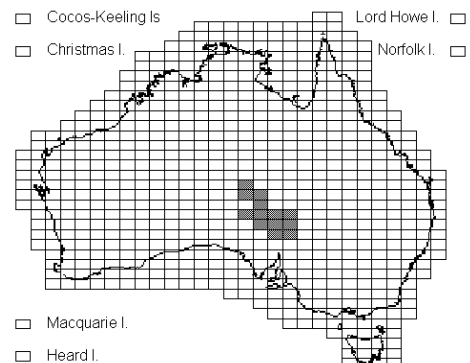 Cocos-Keeling Is
Lord Howe I.
Christmas I.
Norfolk I.
Macquarie I.
Heard I.